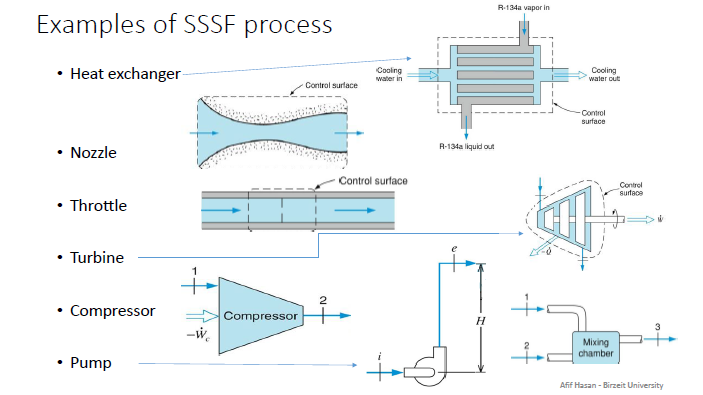 Examples of SSSF process
R-134a vapor in
• Heat exchanger
Cooling
water in
Cooling
water out
Control surface
Control
surface
R-134a liquid out
• Nozzle
Control surface
• Throttle
Control
surface
Ẇ
-Q̇
• Turbine
e
1
2
Compressor
−Ẇc
• Compressor
H
1
2
3
Mixing
chamber
i
• Pump
Afif Hasan - Birzeit University